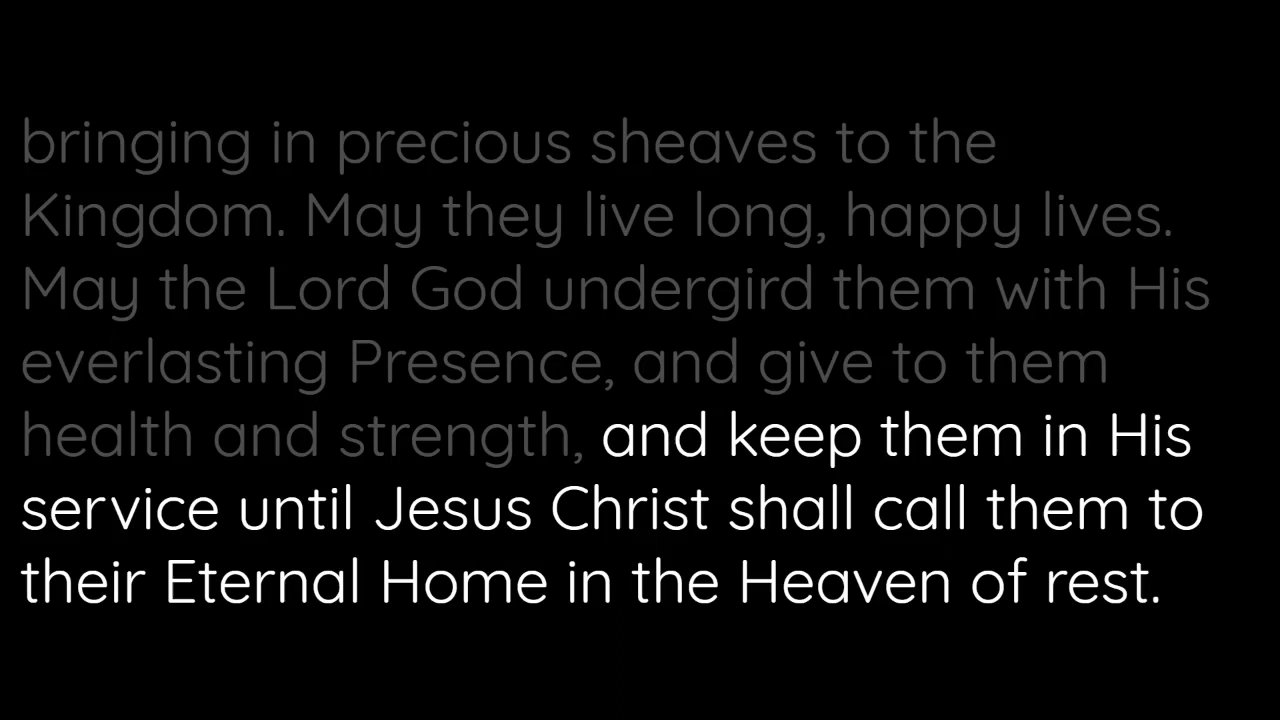 bringing in precious sheaves to the
Kingdom. May they live long, happy lives.
May the Lord God undergird them with His
everlasting Presence, and give to them
health and strength, and keep them in His
service until Jesus Christ shall call them to
their Eternal Home in the Heaven of rest.